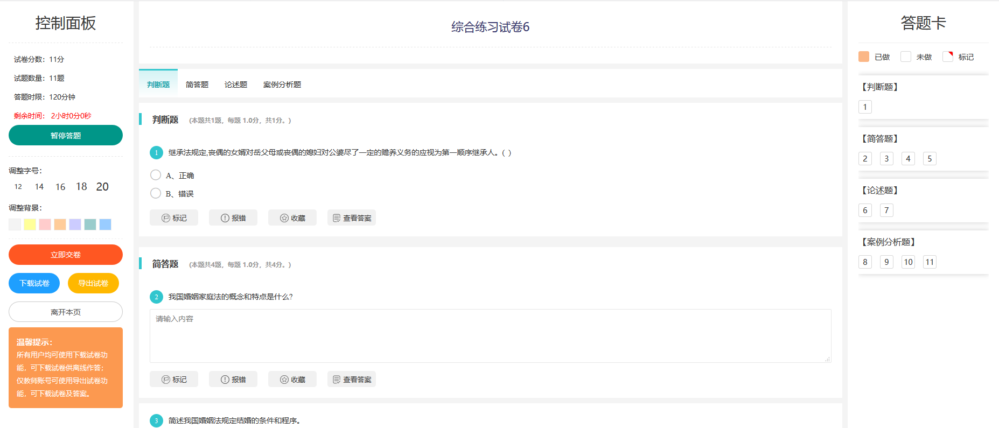 控制面板
试卷分数：11分
试题数量：11题
答题时限：120分钟
剩余时间： 2小时0分0秒
暂停答题
调整字号：
12 14 16 18 20
调整背景：
立即交卷
下载试卷 导出试卷
离开本页
温馨提示：
所有用户均可使用下载试卷功
能，可下载试卷供离线作答；
仅教师账号可使用导出试卷功
能，可下载试卷及答案。
综合练习试卷6
判断题 简答题 论述题 案例分析题
判断题 （本题共1题，每题 1.0分，共1分。）
1 继承法规定,丧偶的女婿对岳父母或丧偶的媳妇对公婆尽了一定的赡养义务的应视为第一顺序继承人。( )
A、正确
B、错误
标记 报错 收藏 查看答案
简答题 （本题共4题，每题 1.0分，共4分。）
2 我国婚姻家庭法的概念和特点是什么?
请输入内容
标记 报错 收藏 查看答案
3 简述我国婚姻法规定结婚的条件和程序。
答题卡
已做 未做 标记
【判断题】
1
【简答题】
2 3 4 5
【论述题】
6 7
【案例分析题】
8 9 10 11